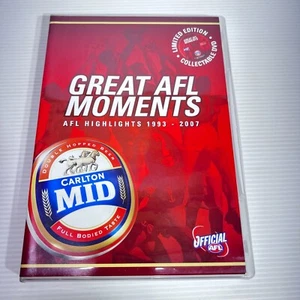 LIMITED EDITION
COLLECTABLE DVD
GREAT AFL
MOMENTS
AFL HIGHLIGHTS 1993 - 2007
DOUBLE HOPPED BEER
CARLTON
MID
FULL BODIED TASTE
OFFICIAL
AFL